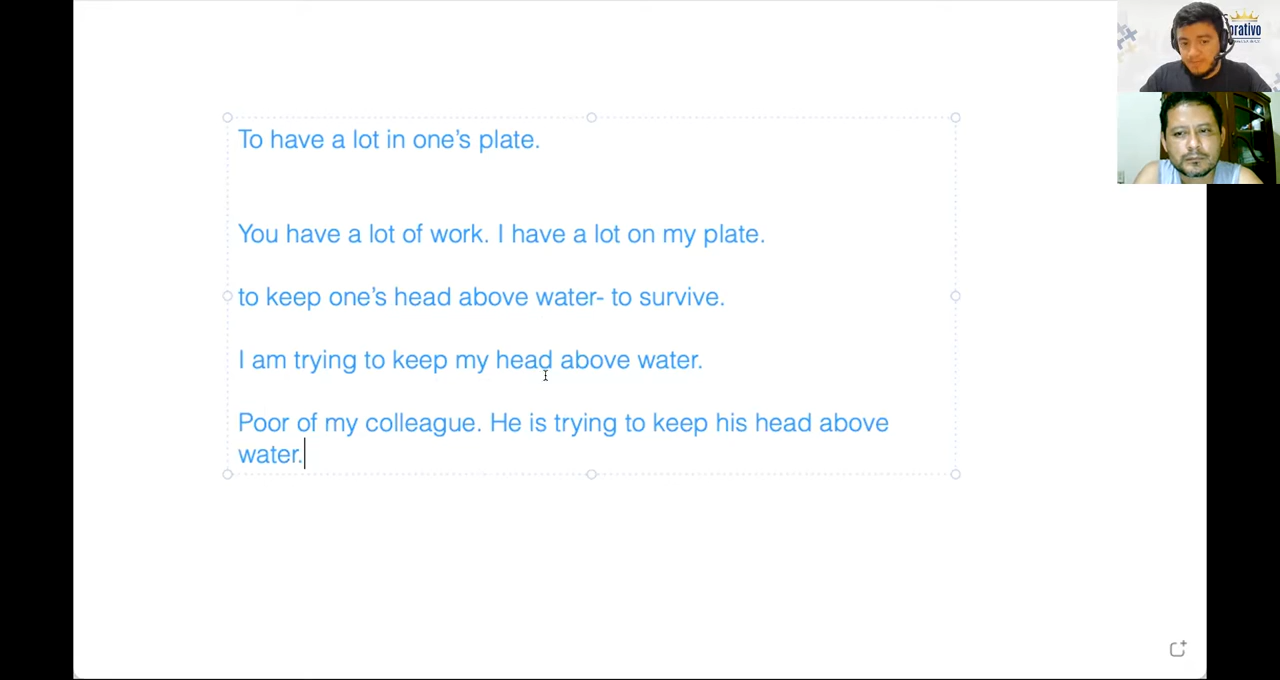 To have a lot in one's plate.
You have a lot of work. I have a lot on my plate.
to keep one's head above water- to survive.
I am trying to keep my head above water.
Poor of my colleague. He is trying to keep his head above
water.
orativo